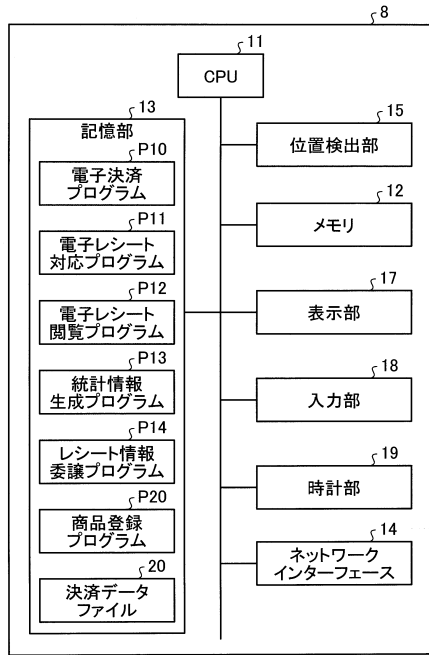 8
11
CPU
13
記憶部
P10
電子決済
プログラム
P11
電子レシート
対応プログラム
P12
電子レシート
閲覧プログラム
P13
統計情報
生成プログラム
P14
レシート情報
委譲プログラム
P20
商品登録
プログラム
20
決済データ
ファイル
15
位置検出部
12
メモリ
17
表示部
18
入力部
19
時計部
14
ネットワーク
インターフェース